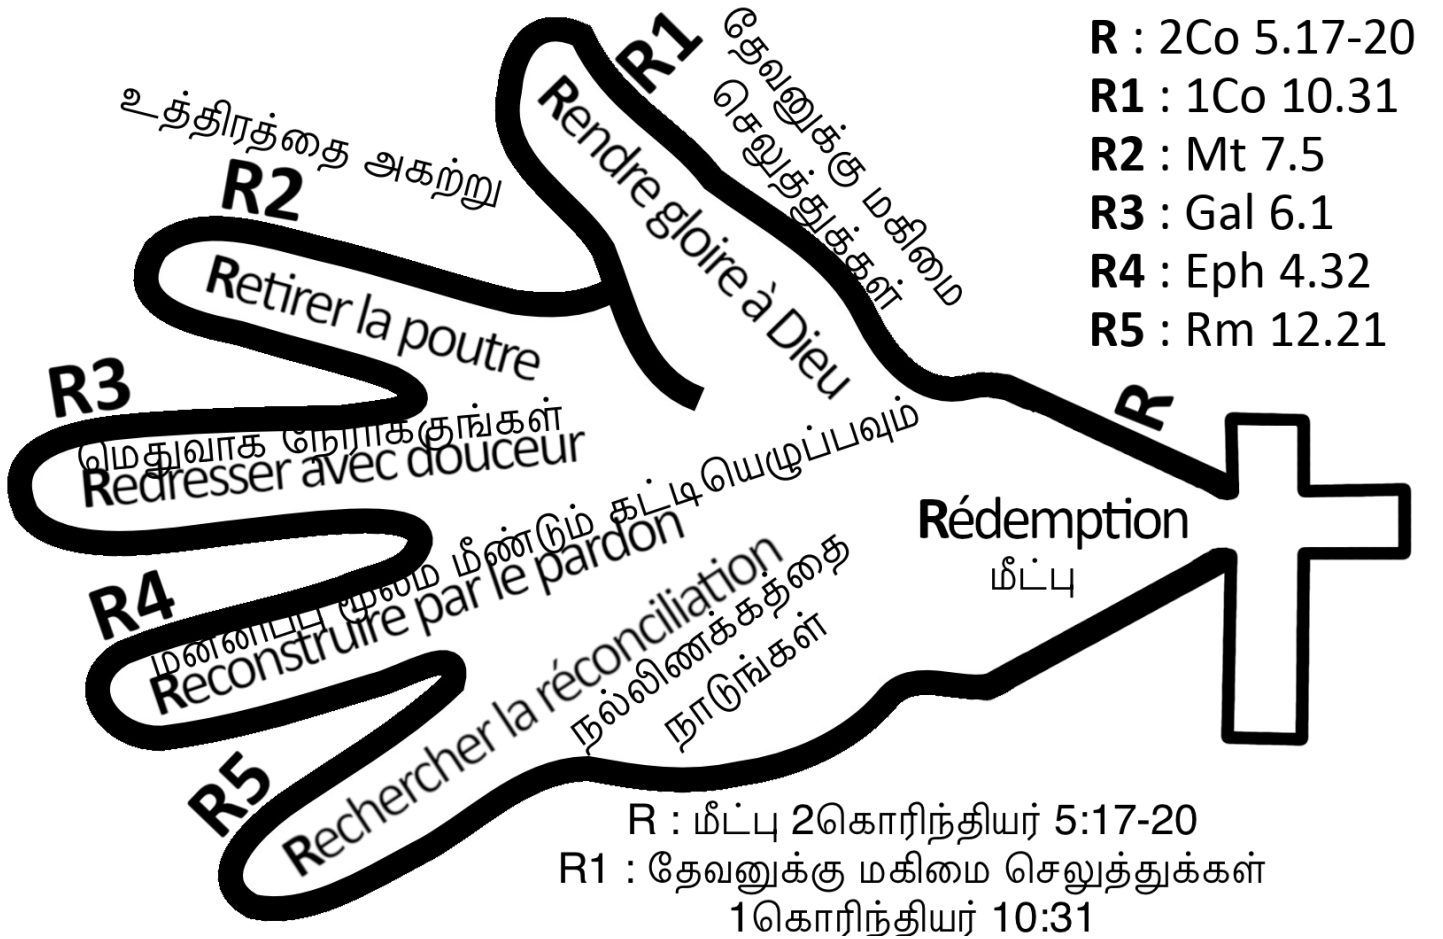 R : 2Co 5.17-20
R1 : 1Co 10.31
R2 : Mt 7.5
R3 : Gal 6.1
R4 : Eph 4.32
R5 : Rm 12.21
R1
தேவனுக்கு மகிமை
செலுத்துக்கள்
Rendre gloire à Dieu
உத்திரத்தை அகற்று
R2
Retirer la poutre
R3
மெதுவாக நேராக்குங்கள்
Redresser avec douceur
R4
மன்னிப்பு மூலம் மீண்டும் கட்டியெழுப்பவும்
Reconstruire par le pardon
R5
Rechercher la réconciliation
நல்லிணக்கத்தை
நாடுங்கள்
R
Rédemption
மீட்பு
R : மீட்பு 2கொரிந்தியர் 5:17-20
R1 : தேவனுக்கு மகிமை செலுத்துக்கள்
1கொரிந்தியர் 10:31